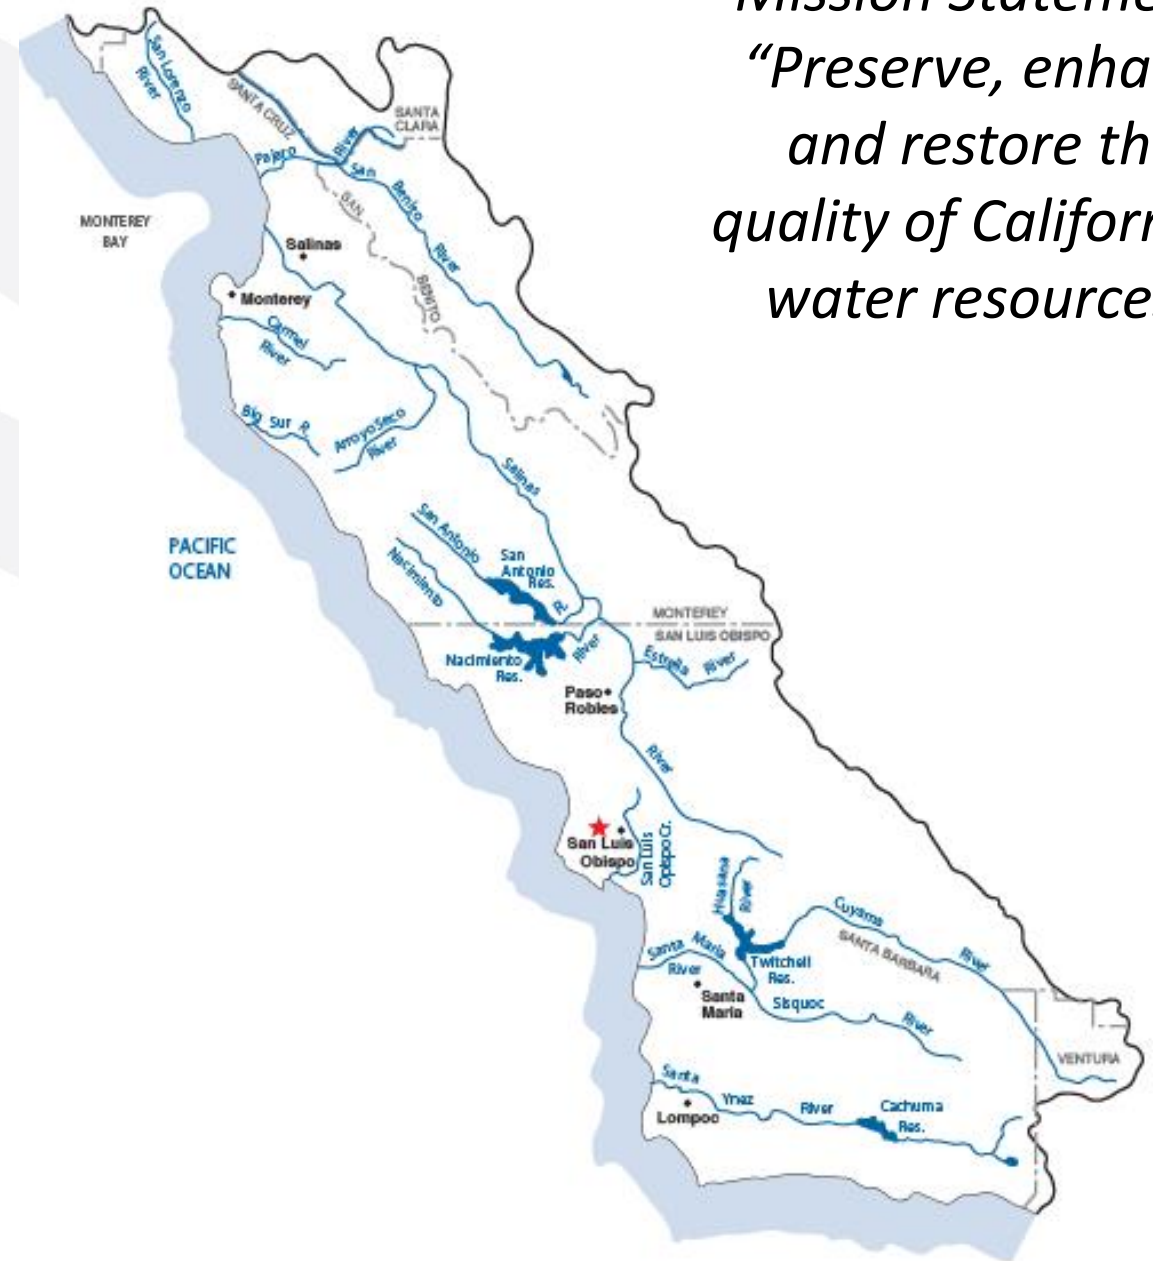 Mission Stateme
“Preserve, enha
and restore th
quality of Californ
water resource
San Lorenzo
River
SANTA CRUZ
SANTA
CLARA
Pajaro
River
San
Benito
River
SAN
BENITO
MONTEREY
BAY
Salinas
Monterey
Carmel
River
Big Sur R.
Arroyo Seco
River
Salinas
PACIFIC
OCEAN
San Antonio
San
Antonio
Res.
R.
Nacimiento
River
MONTEREY
SAN LUIS OBISPO
Nacimiento
Res.
Estrella River
Paso
Robles
River
San Luis
Obispo
San Luis
Opispo Cr.
Huasana
River
Cuyama
River
SANTA BARBARA
Santa Maria
River
Twitchell
Res.
Santa
Maria
Sisquoc
River
VENTURA
Santa
Ynez
River
Cachuma
Res.
Lompoc